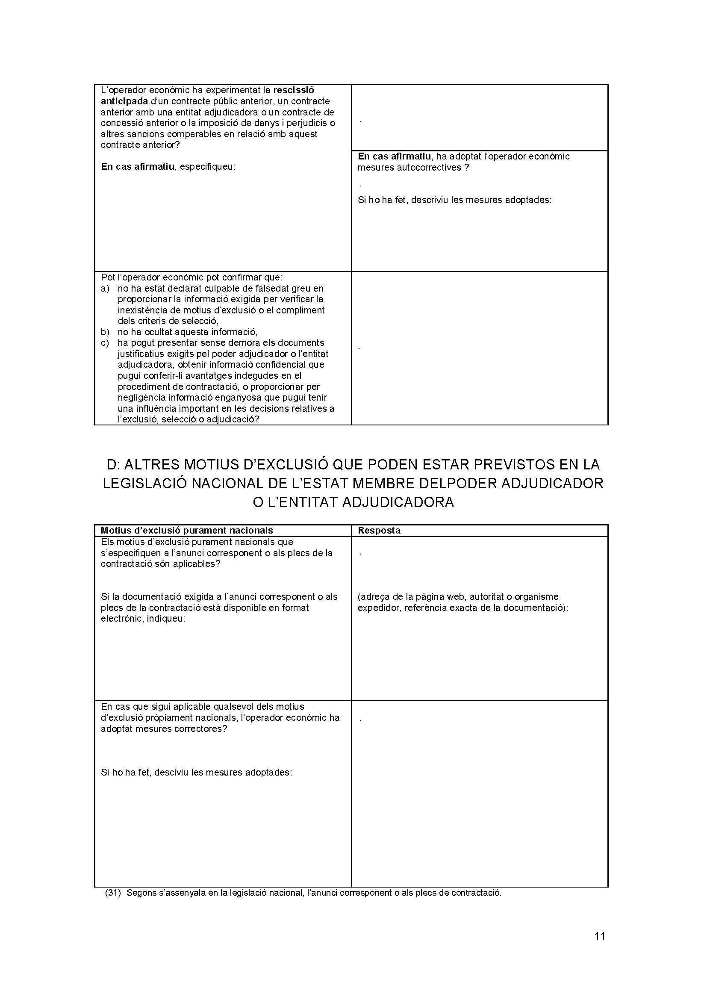 L'operador econòmic ha experimentat la rescissió
anticipada d'un contracte públic anterior, un contracte
anterior amb una entitat adjudicadora o un contracte de
concessió anterior o la imposició de danys i perjudicis o
altres sancions comparables en relació amb aquest
contracte anterior?
En cas afirmatiu, especifiqueu:
.
En cas afirmatiu, ha adoptat l'operador econòmic
mesures autocorrectives ?
.
Si ho ha fet, descriviu les mesures adoptades:
Pot l'operador econòmic pot confirmar que:
a) no ha estat declarat culpable de falsedat greu en
proporcionar la informació exigida per verificar la
inexistència de motius d'exclusió o el compliment
dels criteris de selecció,
b) no ha ocultat aquesta informació,
c) ha pogut presentar sense demora els documents
justificatius exigits pel poder adjudicador o l'entitat
adjudicadora, obtenir informació confidencial que
pugui conferir-li avantatges indegudes en el
procediment de contractació, o proporcionar per
negligència informació enganyosa que pugui tenir
una influència important en les decisions relatives a
l'exclusió, selecció o adjudicació?
.
D: ALTRES MOTIUS D'EXCLUSIÓ QUE PODEN ESTAR PREVISTOS EN LA
LEGISLACIÓ NACIONAL DE L'ESTAT MEMBRE DELPODER ADJUDICADOR
O L'ENTITAT ADJUDICADORA
Motius d'exclusió purament nacionals
Resposta
Els motius d'exclusió purament nacionals que
s'especifiquen a l'anunci corresponent o als plecs de la
contractació són aplicables?
.
Si la documentació exigida a l'anunci corresponent o als
plecs de la contractació està disponible en format
electrònic, indiqueu:
(adreça de la pàgina web, autoritat o organisme
expedidor, referència exacta de la documentació):
En cas que sigui aplicable qualsevol dels motius
d'exclusió pròpiament nacionals, l'operador econòmic ha
adoptat mesures correctores?
.
Si ho ha fet, desciviu les mesures adoptades:
(31) Segons s'assenyala en la legislació nacional, l'anunci corresponent o als plecs de contractació.
11